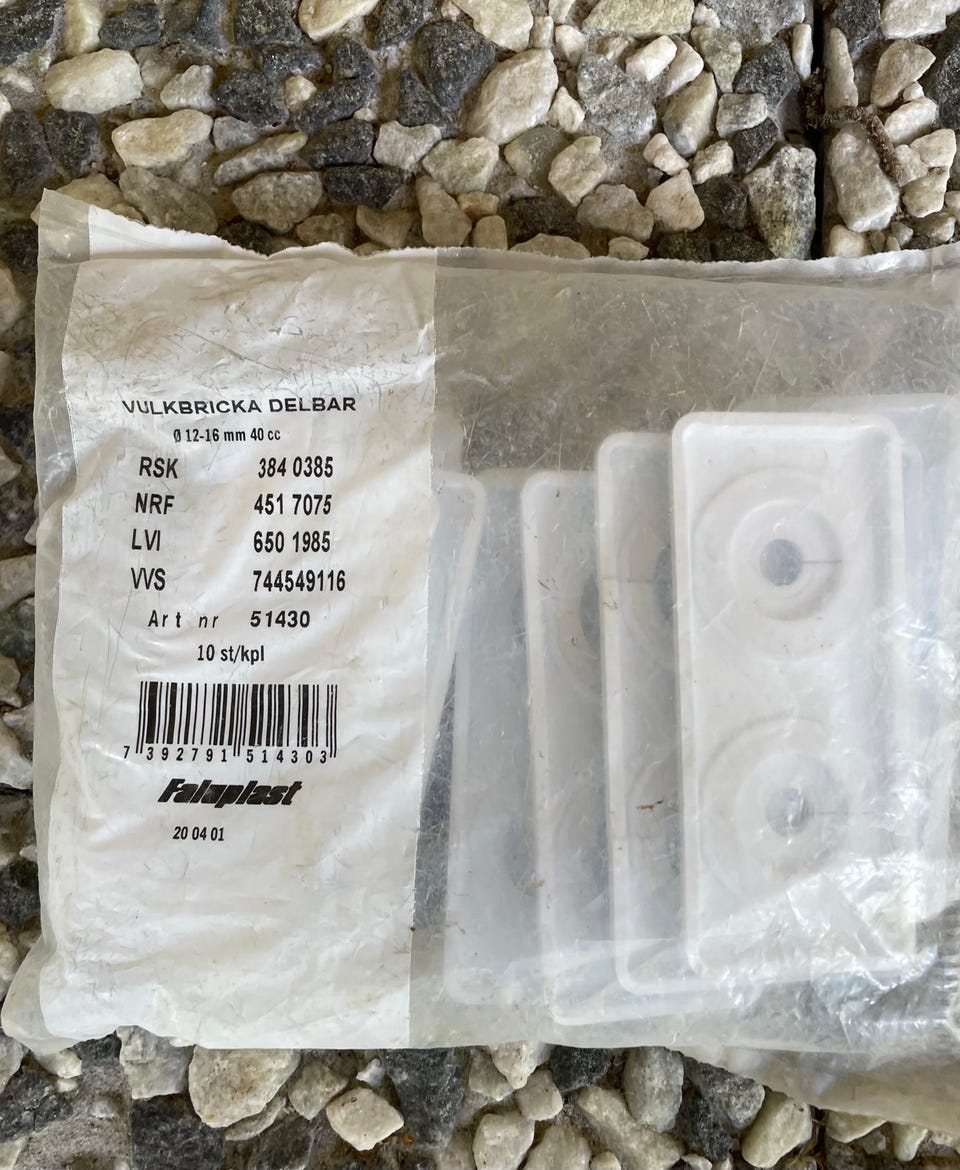 VULKBRICKA DELBAR
Ø 12-16 mm 40 cc
RSK 384 0385
NRF 451 7075
LVI 650 1985
VVS 744549116
Art nr 51430
10 st/kpl
7 392791 514303
Faluplast
20 04 01